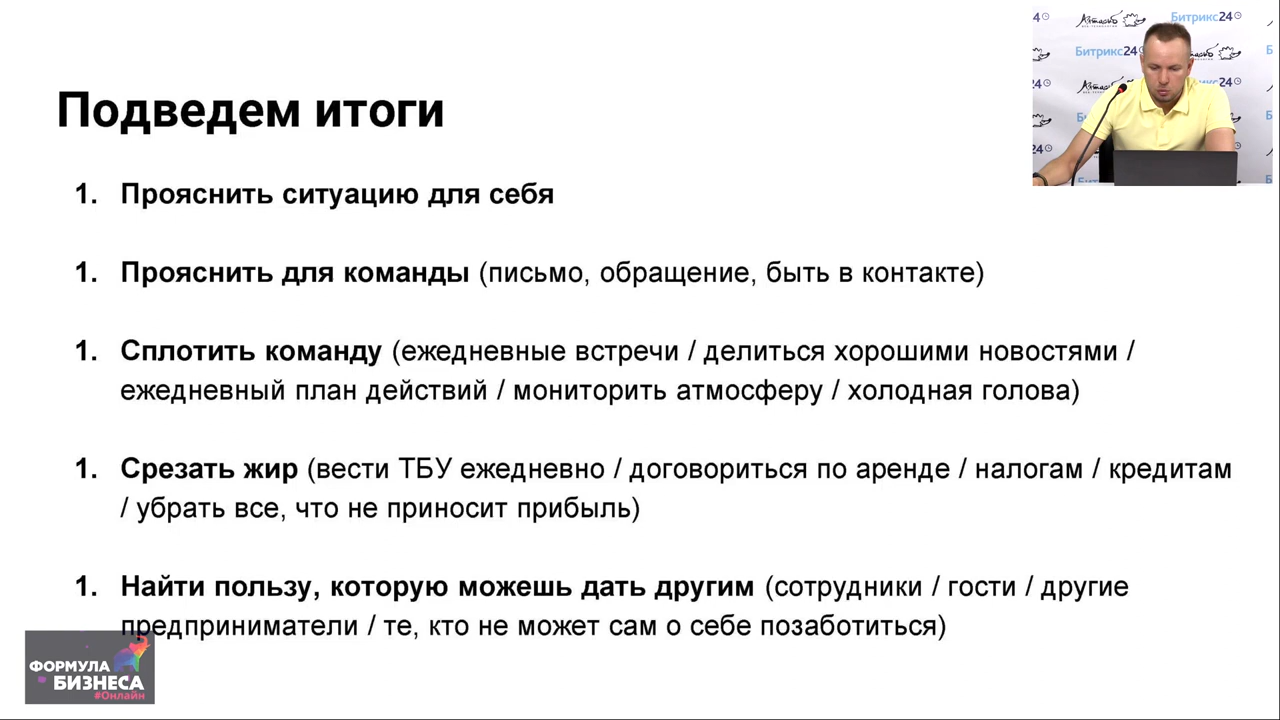 Подведем итоги
1. Прояснить ситуацию для себя
1. Прояснить для команды (письмо, обращение, быть в контакте)
1. Сплотить команду (ежедневные встречи / делиться хорошими новостями /
ежедневный план действий / мониторить атмосферу / холодная голова)
1. Срезать жир (вести ТБУ ежедневно / договориться по аренде / налогам / кредитам
/ убрать все, что не приносит прибыль)
1. Найти пользу, которую можешь дать другим (сотрудники / гости / другие
предприниматели / те, кто не может сам о себе позаботиться)
ФОРМУЛА
БИЗНЕСА
#Онлайн
Битрикс24
Битрикс24